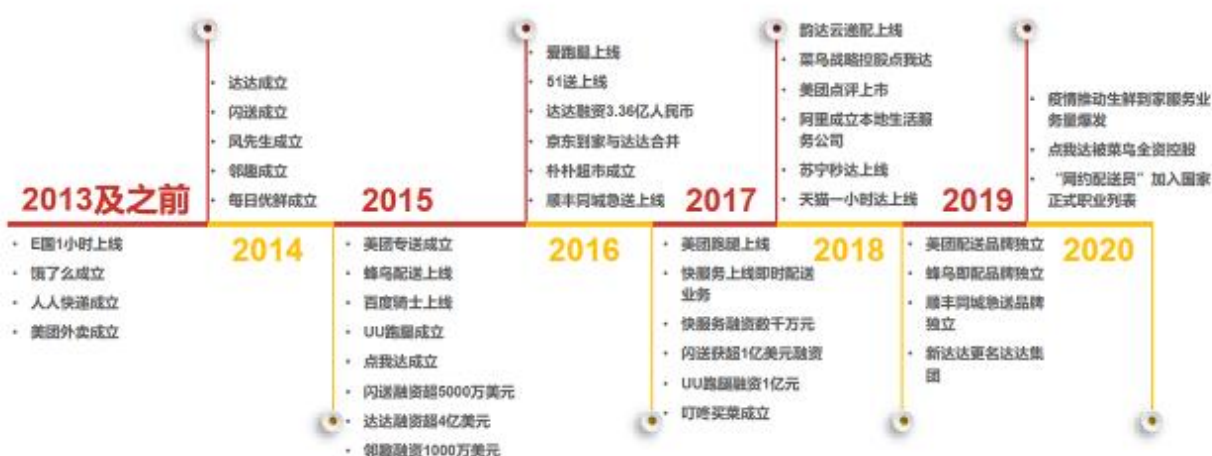 2013及之前
• E国1小时上线
• 饿了么成立
• 人人快递成立
• 美团外卖成立
2014
• 达达成立
• 闪送成立
• 风先生成立
• 邻趣成立
• 每日优鲜成立
2015
• 美团专送成立
• 蜂鸟配送上线
• 百度骑士上线
• UU跑腿成立
• 点我达成立
• 闪送融资超5000万美元
• 达达融资超4亿美元
• 邻趣融资1000万美元
2016
• 爱跑腿上线
• 51送上线
• 达达融资3.36亿人民币
• 京东到家与达达合并
• 朴朴超市成立
• 顺丰同城急送上线
2017
• 美团跑腿上线
• 快服务上线即时配送
业务
• 快服务融资数千万元
• 闪送获超1亿美元融资
• UU跑腿融资1亿元
• 叮咚买菜成立
2018
• 韵达云递配上线
• 菜鸟战略控股点我达
• 美团点评上市
• 阿里成立本地生活服
务公司
• 苏宁秒达上线
• 天猫一小时达上线
2019
• 美团配送品牌独立
• 蜂鸟即配品牌独立
• 顺丰同城急送品牌
独立
• 新达达更名达达集
团
2020
• 疫情推动生鲜到家服务业
务量爆发
• 点我达被菜鸟全资控股
• “网约配送员”加入国家
正式职业列表